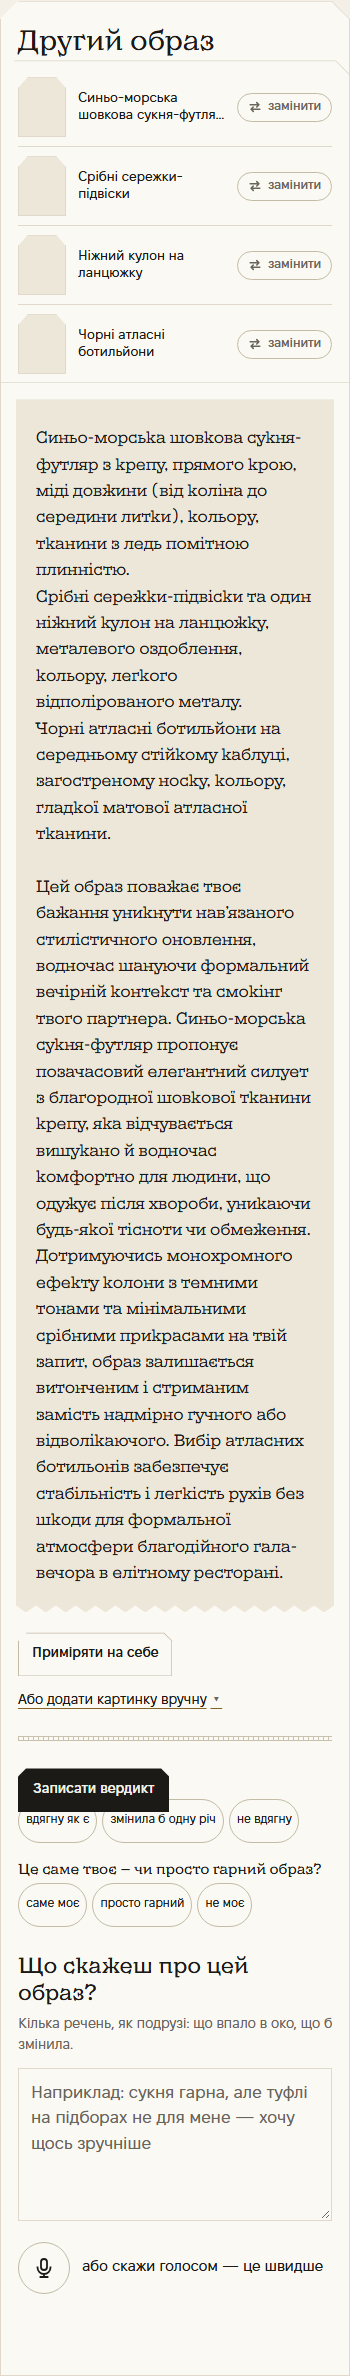 Другий образ
Синьо-морська
шовкова сукня-футля...
замінити
Срібні сережки-
підвіски
замінити
Ніжний кулон на
ланцюжку
замінити
Чорні атласні
ботильйони
замінити
Синьо-морська шовкова сукня-
футляр з крепу, прямого крою,
міді довжини (від коліна до
середини литки), кольору,
тканини з ледь помітною
плинністю.
Срібні сережки-підвіски та один
ніжний кулон на ланцюжку,
металевого оздоблення,
кольору, легкого
відполірованого металу.
Чорні атласні ботильйони на
середньому стійкому каблуці,
загостреному носку, кольору,
гладкої матової атласної
тканини.
Цей образ поважає твоє
бажання уникнути нав'язаного
стилістичного оновлення,
водночас шануючи формальний
вечірній контекст та смокінг
твого партнера. Синьо-морська
сукня-футляр пропонує
позачасовий елегантний силует
з благородної шовкової тканини
крепу, яка відчувається
вишукано й водночас
комфортно для людини, що
одужує після хвороби, уникаючи
будь-якої тісноти чи обмеження.
Дотримуючись монохромного
ефекту колони з темними
тонами та мінімальними
срібними прикрасами на твій
запит, образ залишається
витонченим і стриманим
замість надмірно гучного або
відволікаючого. Вибір атласних
ботильонів забезпечує
стабільність і легкість рухів без
шкоди для формальної
атмосфери благодійного гала-
вечора в елітному ресторані.
Приміряти на себе
Або додати картинку вручну ▾
Записати вердикт
вдягну як є
змінила б одну річ
не вдягну
Це саме твоє – чи просто гарний образ?
саме моє
просто гарний
не моє
Що скажеш про цей
образ?
Кілька речень, як подрузі: що впало в око, що б
змінила.
Наприклад: сукня гарна, але туфлі
на підборах не для мене — хочу
щось зручніше
або скажи голосом — це швидше